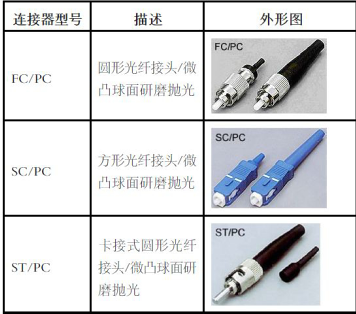 连接器型号 描述 外形图
FC/PC
圆形光纤接头/微
凸球面研磨抛光
FC/PC
SC/PC
方形光纤接头/微
凸球面研磨抛光
SC/PC
ST/PC
卡接式圆形光纤
接头/微凸球面研
磨抛光
ST/PC